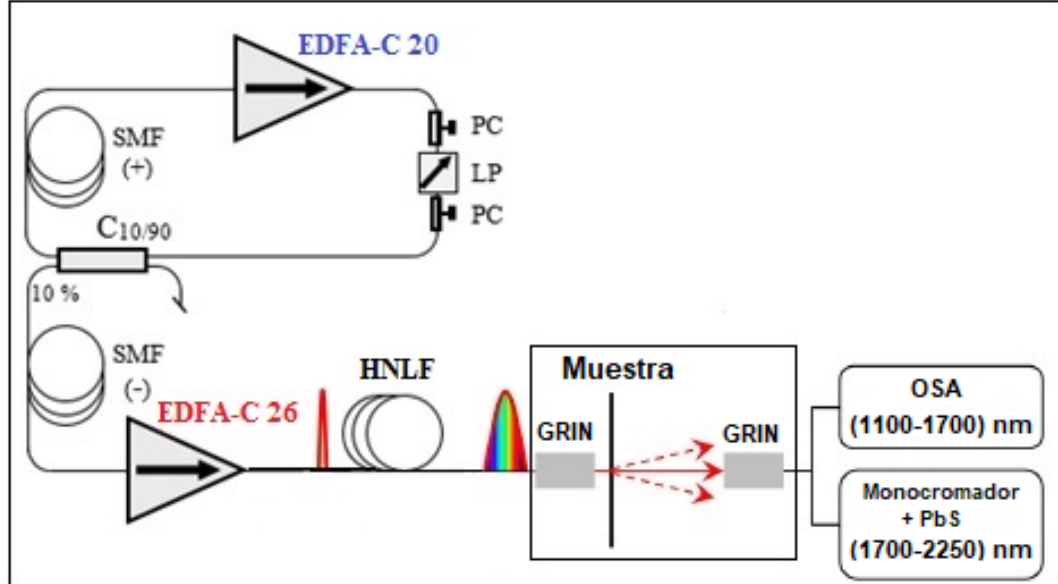 EDFA-C 20
SMF
(+)
PC
LP
PC
C10/90
10 %
SMF
(-)
EDFA-C 26
HNLF
Muestra
GRIN
GRIN
OSA
(1100-1700) nm
Monocromador
+ PbS
(1700-2250) nm